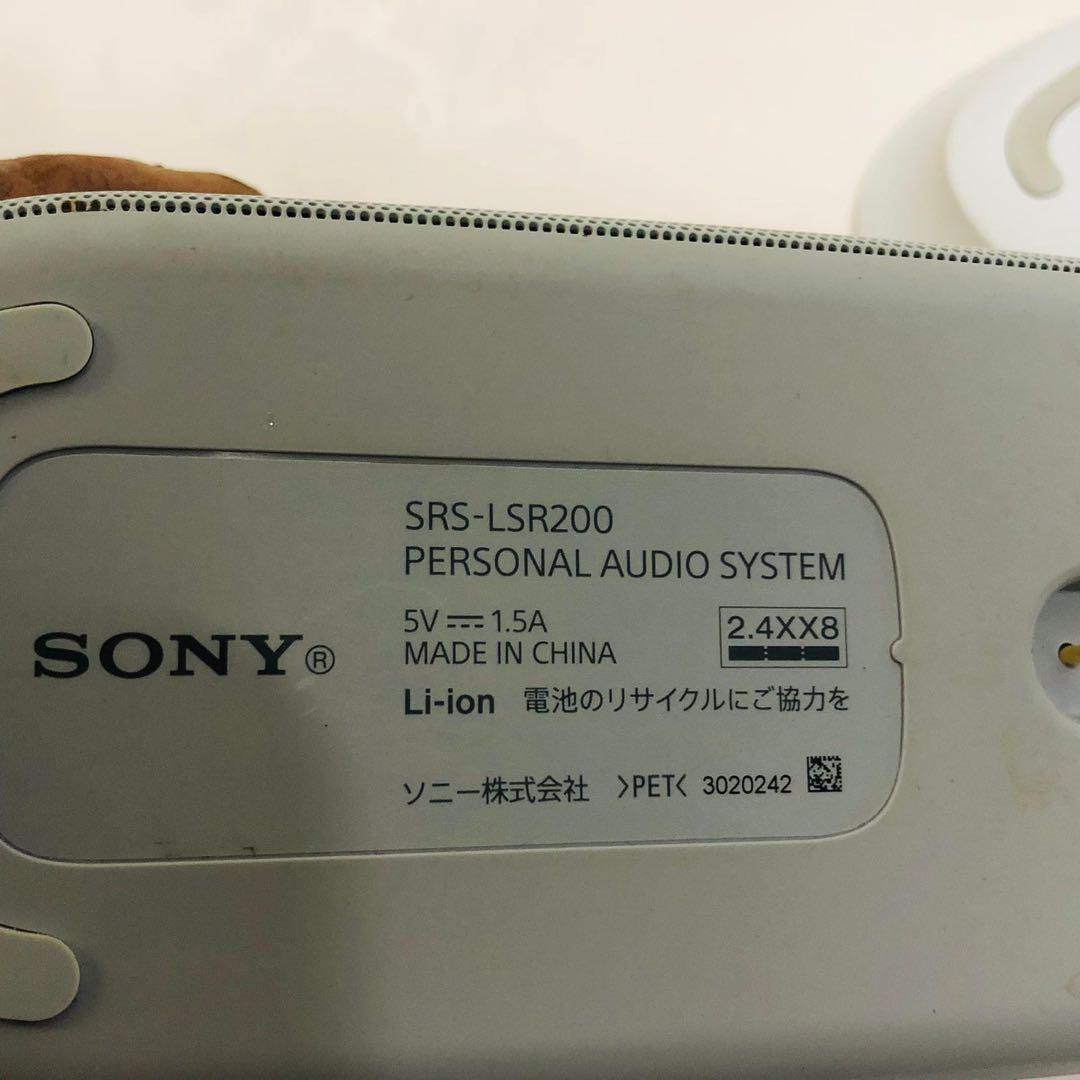 SONY®
SRS-LSR200
PERSONAL AUDIO SYSTEM
5V ⎓ 1.5A
2.4XX8
MADE IN CHINA
Li-ion 電池のリサイクルにご協力を
ソニー株式会社 >PET< 3020242